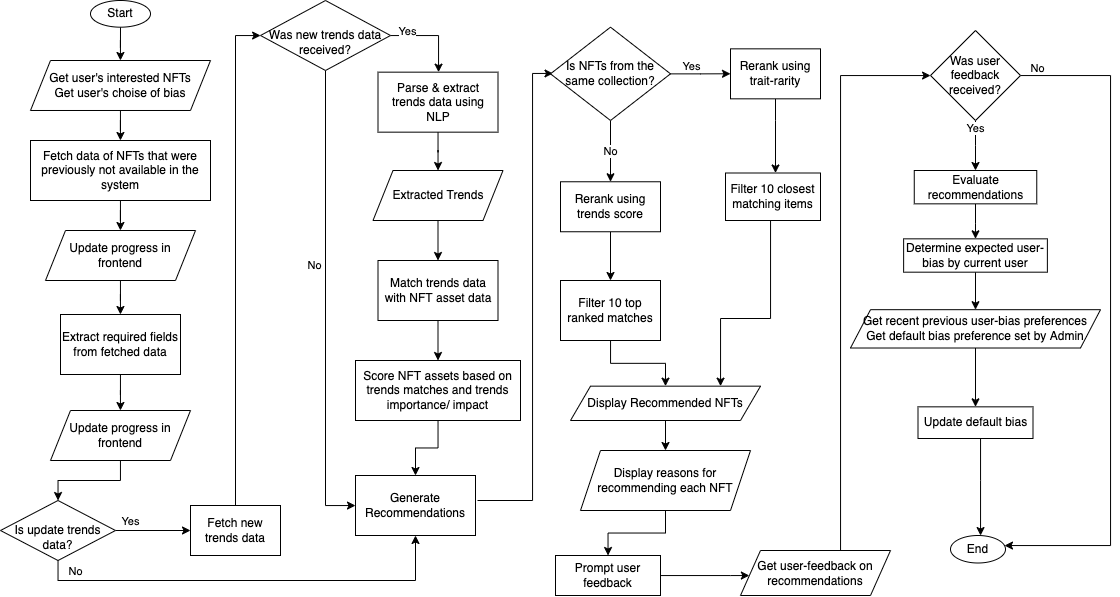 Start
Get user's interested NFTs
Get user's choise of bias
Fetch data of NFTs that were
previously not available in the
system
Update progress in
frontend
Extract required fields
from fetched data
Update progress in
frontend
Is update trends
data?
Yes
No
Fetch new
trends data
Was new trends data
received?
Yes
No
Parse & extract
trends data using
NLP
Extracted Trends
Match trends data
with NFT asset data
Score NFT assets based on
trends matches and trends
importance/ impact
Generate
Recommendations
Is NFTs from the
same collection?
Yes
No
Rerank using
trait-rarity
Filter 10 closest
matching items
Rerank using
trends score
Filter 10 top
ranked matches
Display Recommended NFTs
Display reasons for
recommending each NFT
Prompt user
feedback
Get user-feedback on
recommendations
Was user
feedback
received?
No
Yes
Evaluate
recommendations
Determine expected user-
bias by current user
Get recent previous user-bias preferences
Get default bias preference set by Admin
Update default bias
End